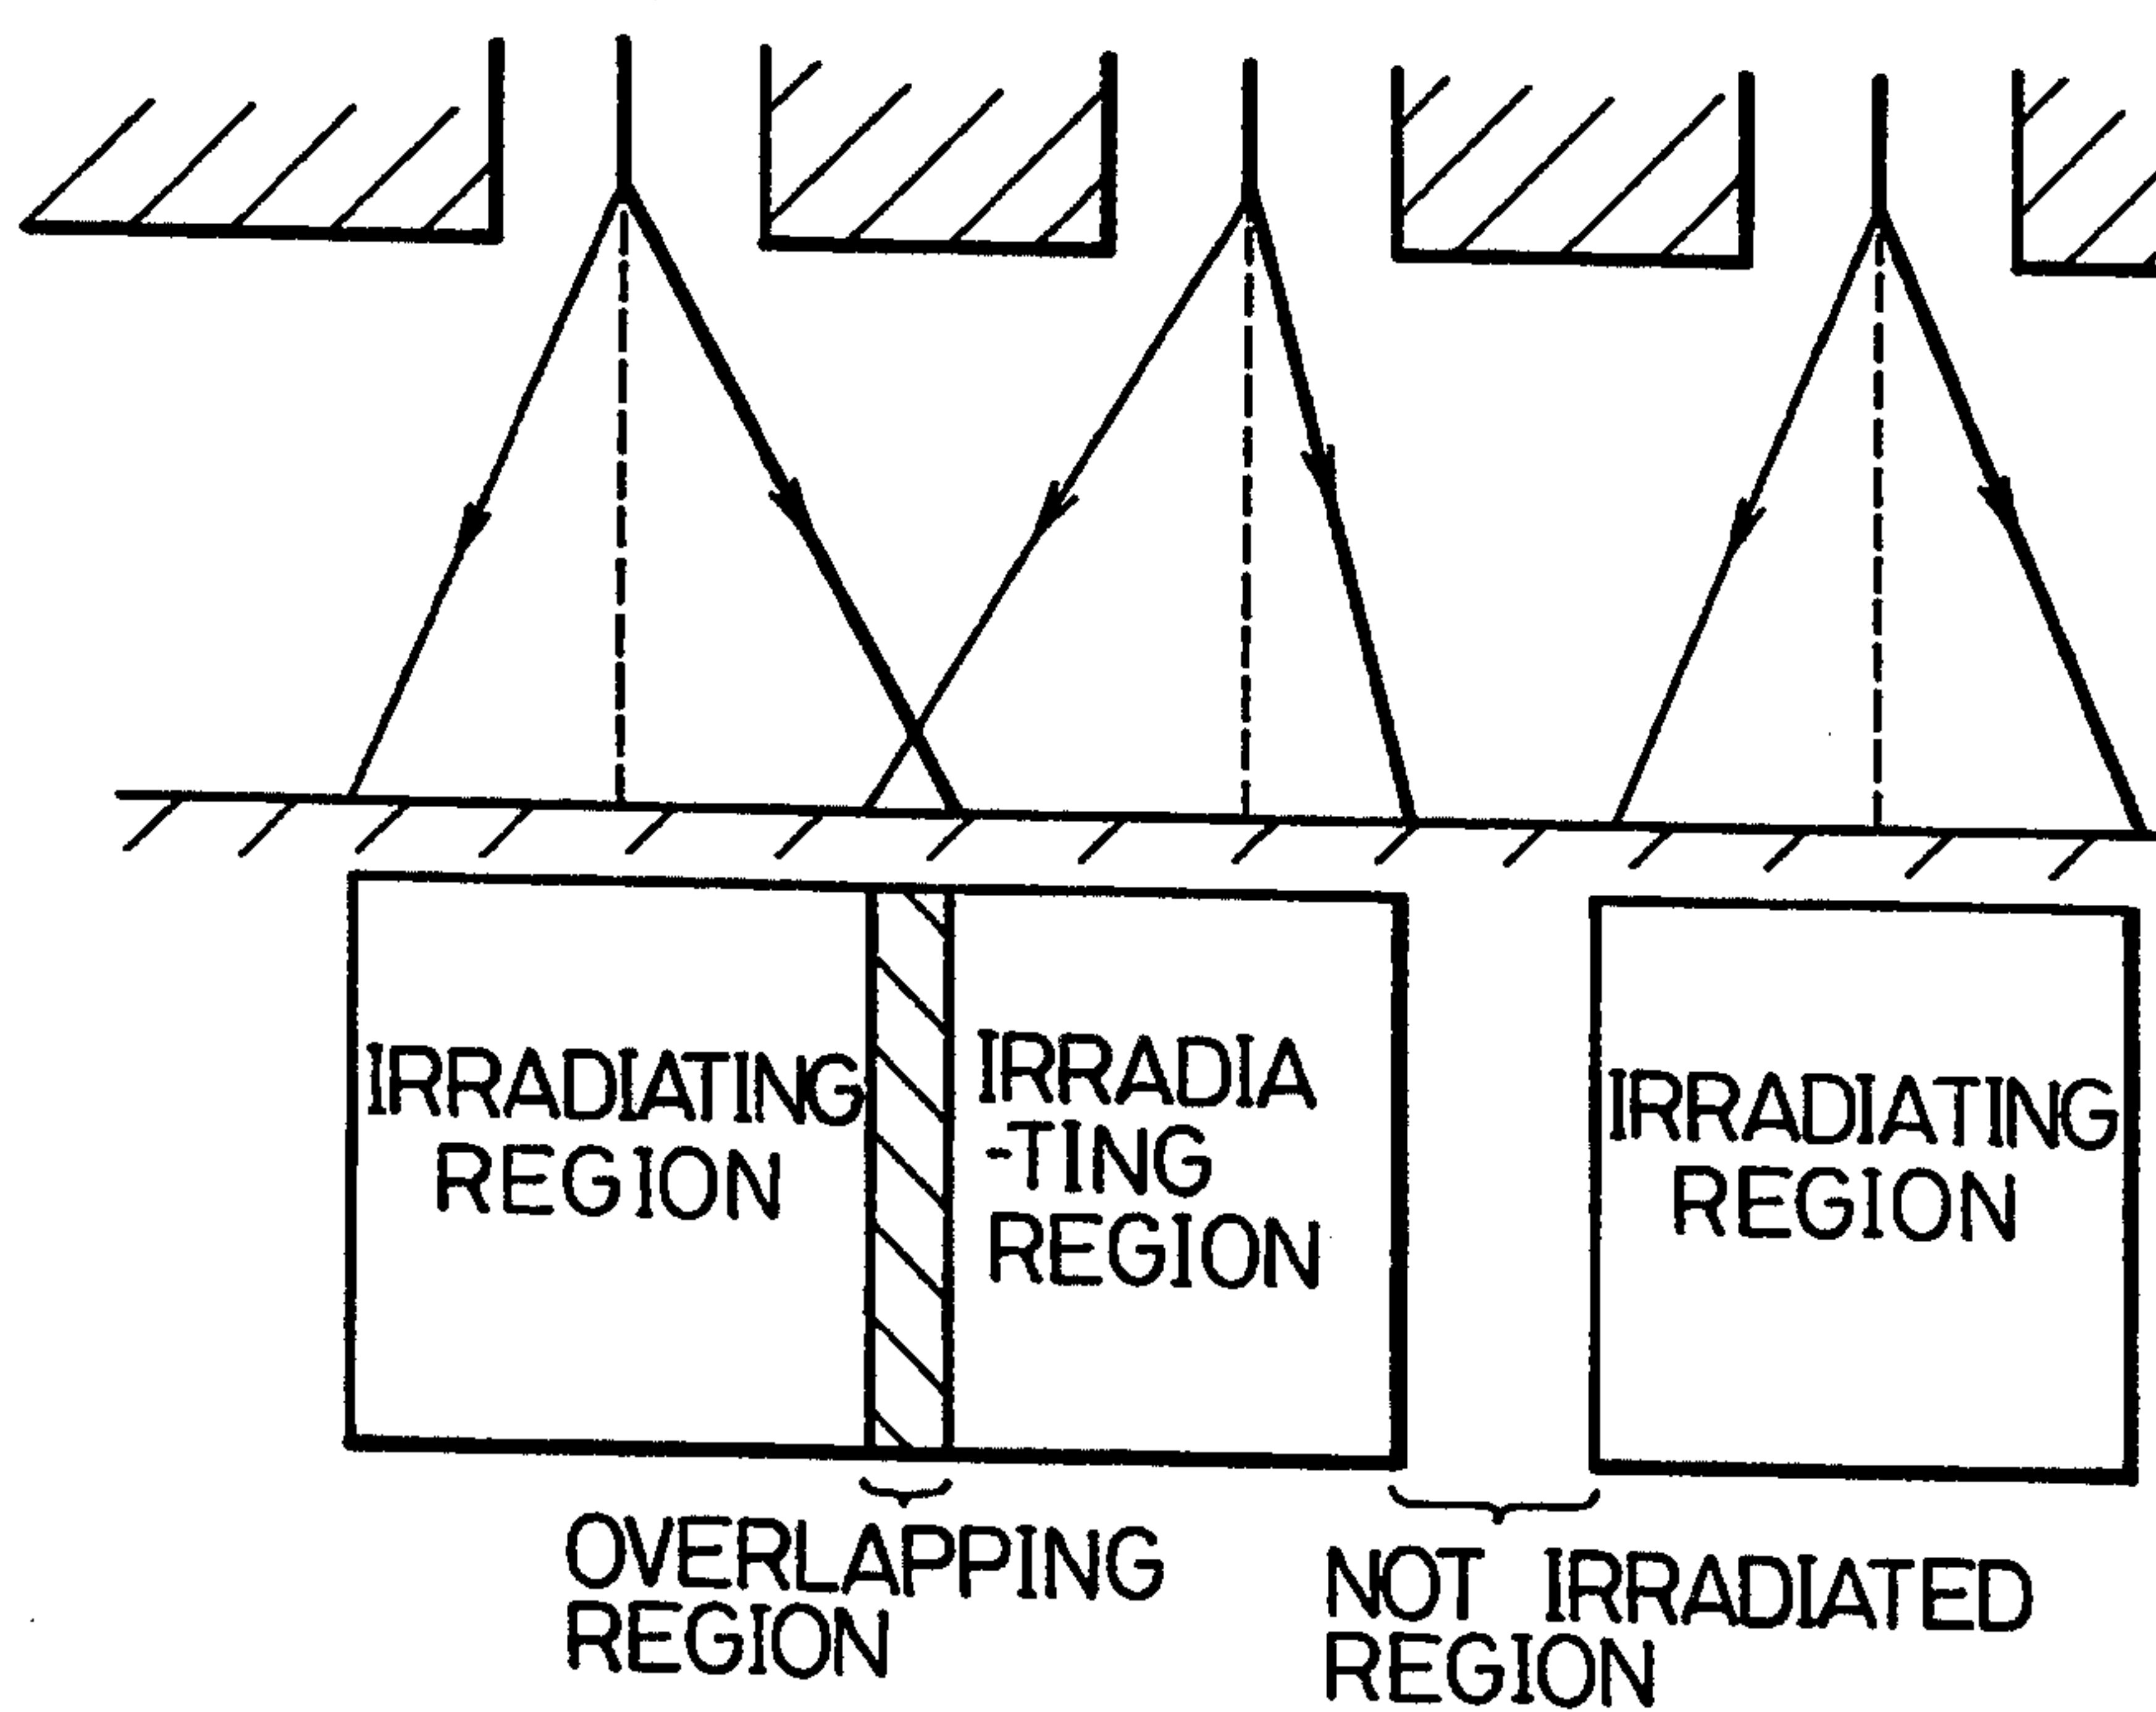 IRRADIATING
REGION
IRRADIA
-TING
REGION
IRRADIATING
REGION
OVERLAPPING
REGION
NOT IRRADIATED
REGION